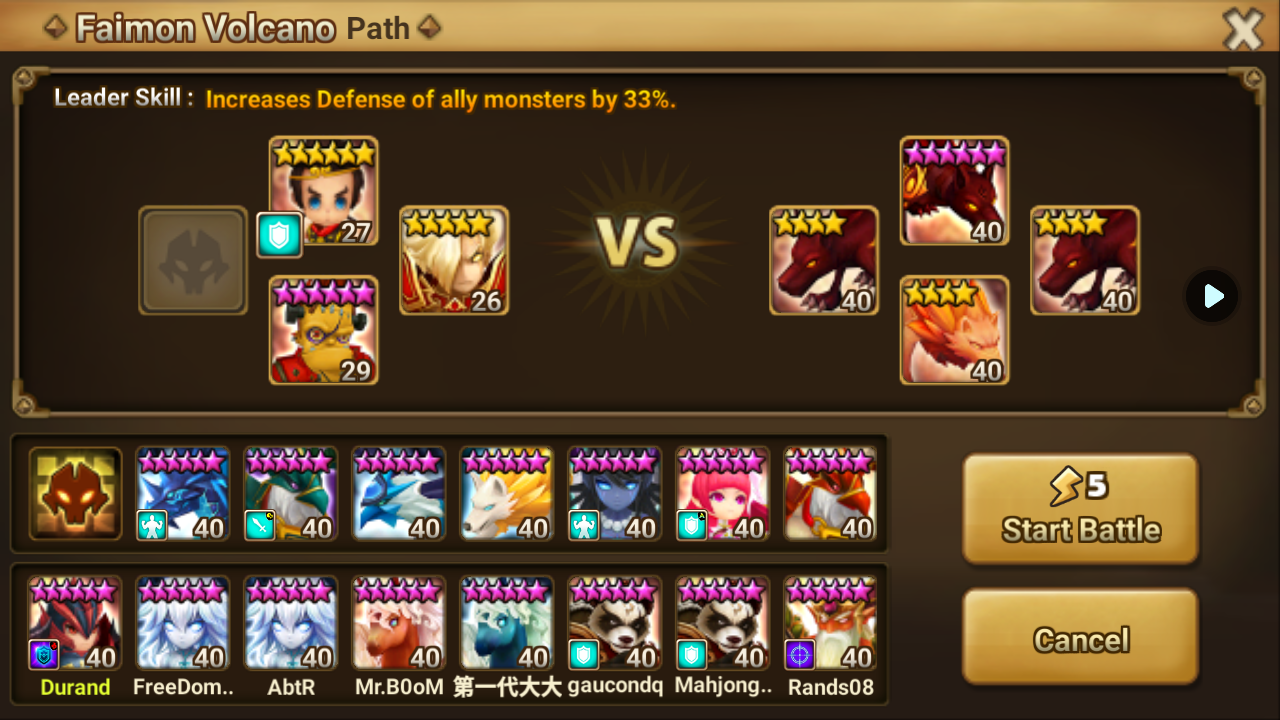 Faimon Volcano Path
Leader Skill : Increases Defense of ally monsters by 33%.
27
40
26
VS
40
40
29
40
5
40
40
40
40
40
40
40
Start Battle
40
40
40
40
40
40
40
40
Cancel
Durand
FreeDom..
AbtR
Mr.B0oM
第一代大大
gaucondq
Mahjong..
Rands08